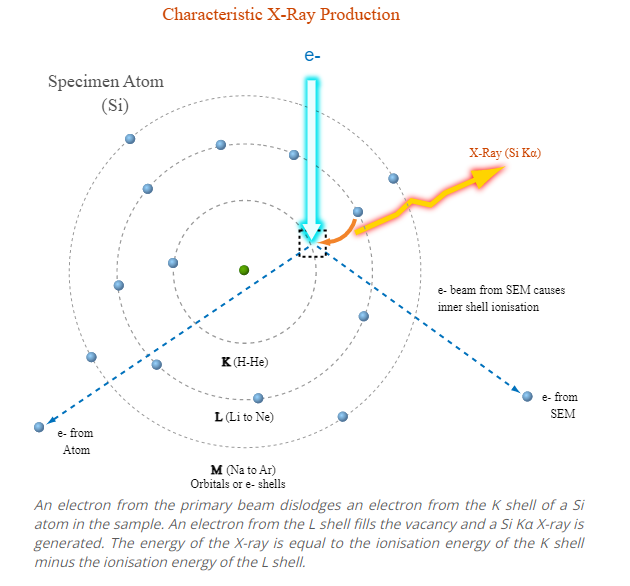 Characteristic X-Ray Production
e-
Specimen Atom
(Si)
X-Ray (Si Kα)
e- beam from SEM causes
inner shell ionisation
K (H-He)
e- from
SEM
L (Li to Ne)
e- from
Atom
M (Na to Ar)
Orbitals or e- shells
An electron from the primary beam dislodges an electron from the K shell of a Si
atom in the sample. An electron from the L shell fills the vacancy and a Si Kα X-ray is
generated. The energy of the X-ray is equal to the ionisation energy of the K shell
minus the ionisation energy of the L shell.